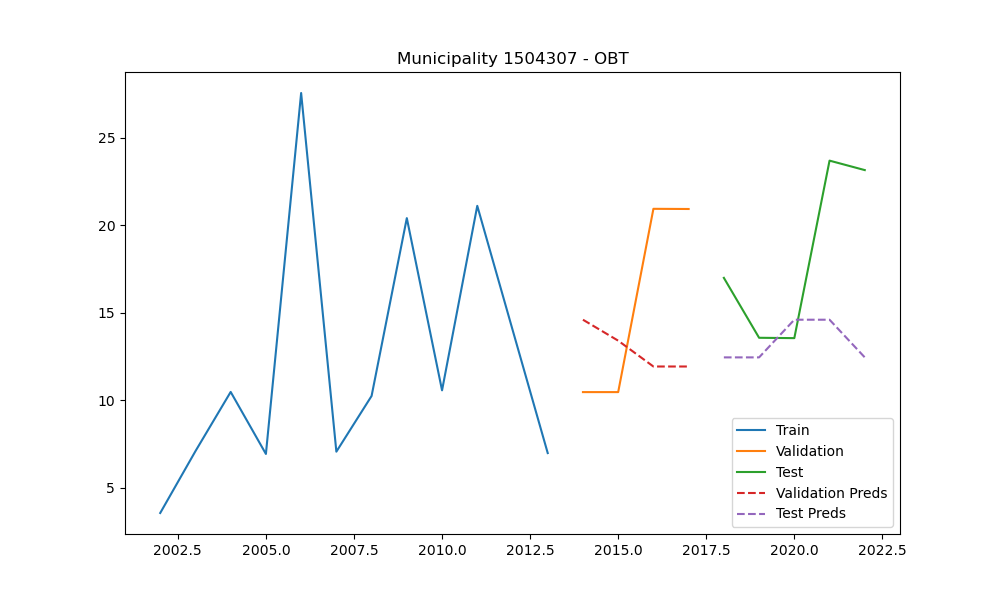 Municipality 1504307 - OBT
25
20
15
10
5
2002.5 2005.0 2007.5 2010.0 2012.5 2015.0 2017.5 2020.0 2022.5
Train
Validation
Test
Validation Preds
Test Preds